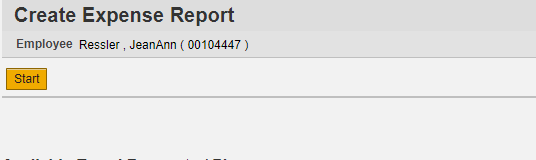 Create Expense Report
Employee Ressler , JeanAnn ( 00104447 )
Start